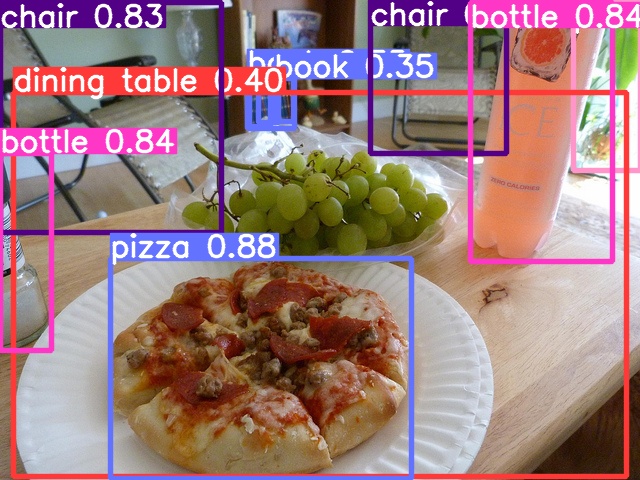 chair 0.83
chair
bottle 0.84
book 0.35
dining table 0.40
bottle 0.84
ICE
ZERO CALORIES
pizza 0.88